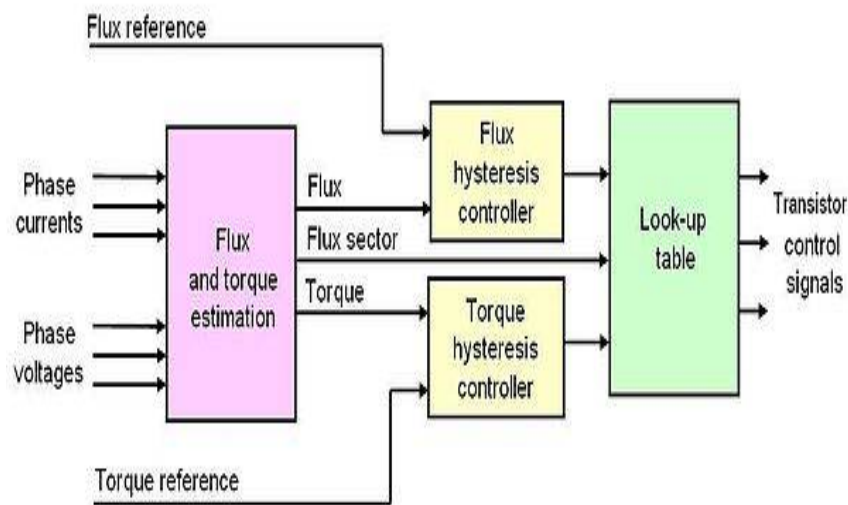 Flux reference
Phase
currents
Phase
voltages
Flux
and torque
estimation
Flux
Flux sector
Torque
Flux
hysteresis
controller
Torque
hysteresis
controller
Look-up
table
Transistor
control
signals
Torque reference